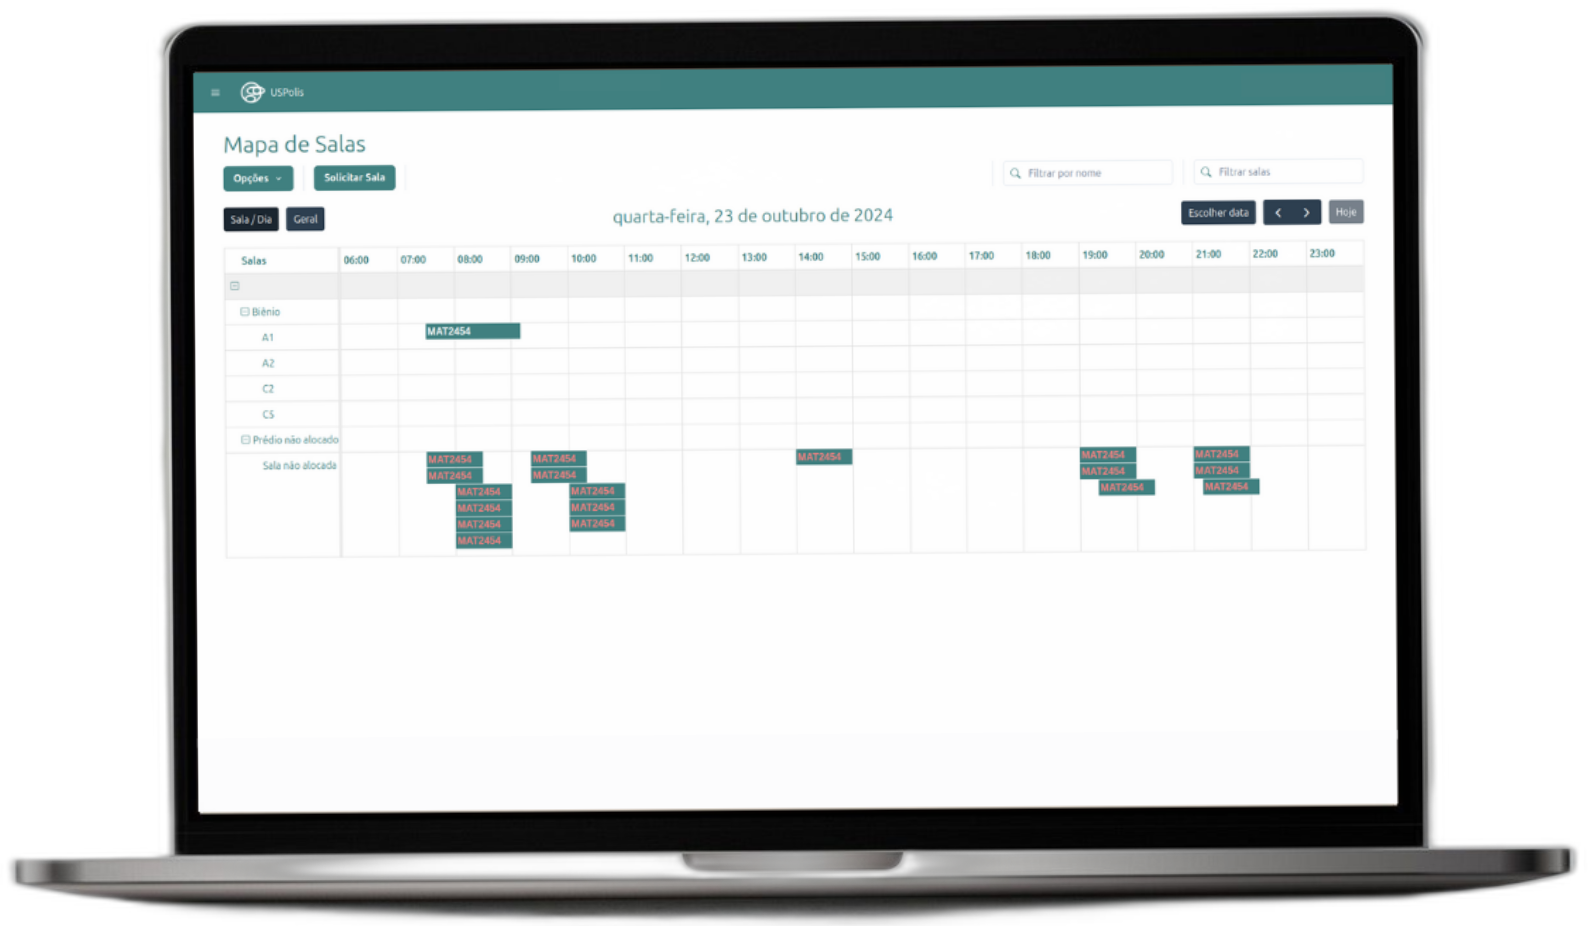 USPolis
Mapa de Salas
Opções
Solicitar Sala
Filtrar por nome
Filtrar salas
Sala / Dia
Geral
quarta-feira, 23 de outubro de 2024
Escolher data
Hoje
Salas 06:00 07:00 08:00 09:00 10:00 11:00 12:00 13:00 14:00 15:00 16:00 17:00 18:00 19:00 20:00 21:00 22:00 23:00
Biênio
A1 MAT2454
A2
C2
C5
Prédio não alocado
Sala não alocada
MAT2454 MAT2454 MAT2454 MAT2454 MAT2454
MAT2454 MAT2454 MAT2454 MAT2454
MAT2454 MAT2454 MAT2454 MAT2454
MAT2454 MAT2454
MAT2454 MAT2454
MAT2454